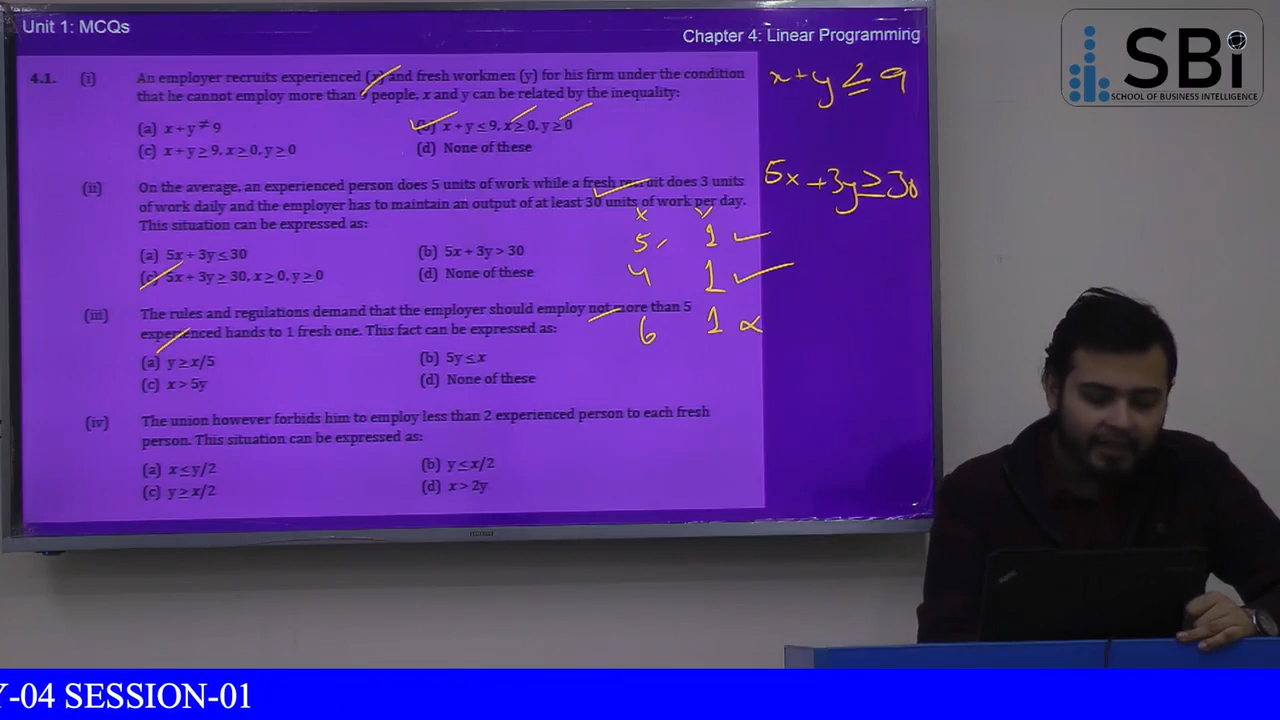 Unit 1: MCQs
Chapter 4: Linear Programming
SBi
SCHOOL OF BUSINESS INTELLIGENCE
4.1. (i) An employer recruits experienced (x) and fresh workmen (y) for his firm under the condition
that he cannot employ more than 9 people, x and y can be related by the inequality:
(a) x + y ≠ 9
(b) x + y ≤ 9, x ≥ 0, y ≥ 0
(c) x + y ≥ 9, x ≥ 0, y ≥ 0
(d) None of these
x + y ≤ 9
(ii) On the average, an experienced person does 5 units of work while a fresh recruit does 3 units
of work daily and the employer has to maintain an output of at least 30 units of work per day.
This situation can be expressed as:
(a) 5x + 3y ≤ 30
(b) 5x + 3y > 30
(c) 5x + 3y ≥ 30, x ≥ 0, y ≥ 0
(d) None of these
5x + 3y ≥ 30
x y
5 1
4 1
6 1
(iii) The rules and regulations demand that the employer should employ not more than 5
experienced hands to 1 fresh one. This fact can be expressed as:
(a) y ≥ x/5
(b) 5y ≤ x
(c) x > 5y
(d) None of these
(iv) The union however forbids him to employ less than 2 experienced person to each fresh
person. This situation can be expressed as:
(a) x ≤ y/2
(b) y ≤ x/2
(c) y ≥ x/2
(d) x > 2y
Y-04 SESSION-01